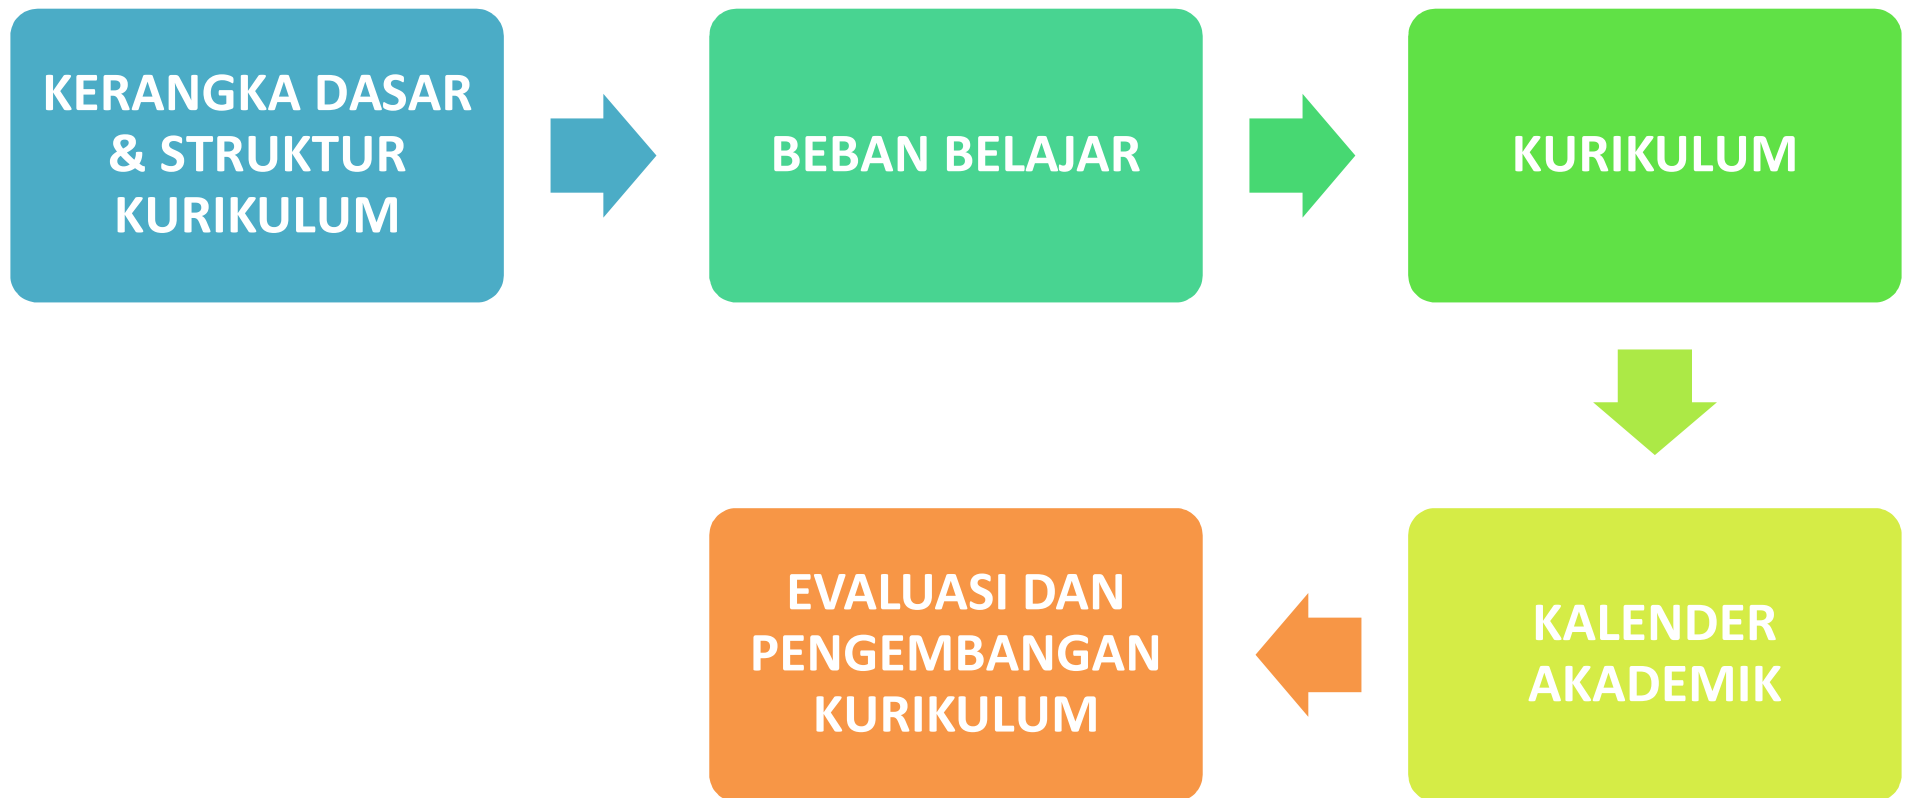 KERANGKA DASAR
& STRUKTUR
KURIKULUM
BEBAN BELAJAR
KURIKULUM
KALENDER
AKADEMIK
EVALUASI DAN
PENGEMBANGAN
KURIKULUM